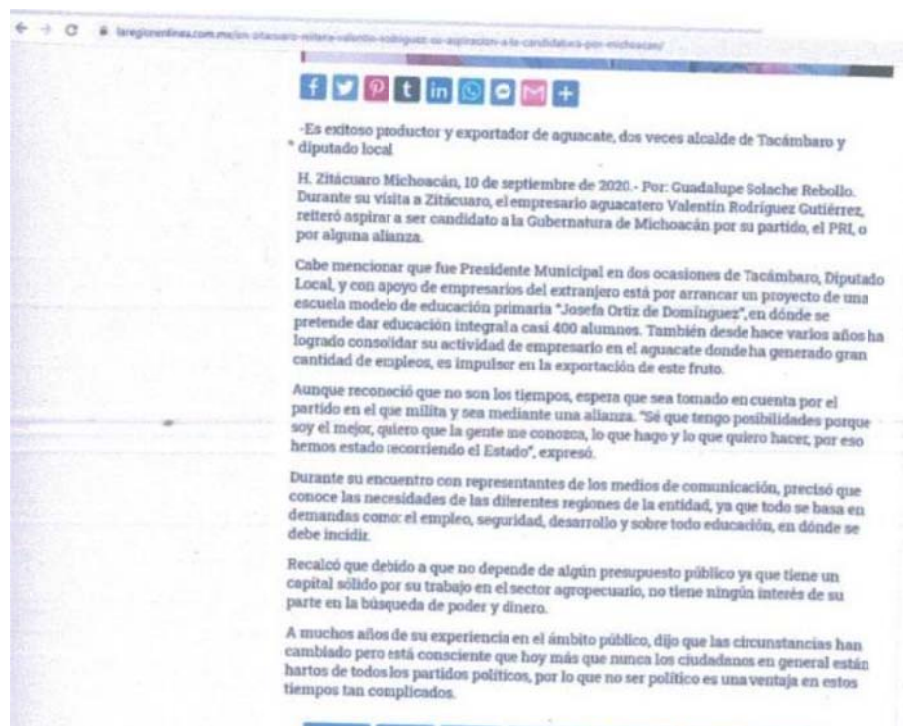 laregionenlinea.com.mx/en-zitacuaro-reitera-valentin-rodriguez-su-aspiracion-a-la-candidatura-por-michoacan/
f t in M +
-Es exitoso productor y exportador de aguacate, dos veces alcalde de Tacámbaro y
diputado local
H. Zitácuaro Michoacán, 10 de septiembre de 2020.- Por: Guadalupe Solache Rebollo.
Durante su visita a Zitácuaro, el empresario aguacatero Valentín Rodríguez Gutiérrez,
reiteró aspirar a ser candidato a la Gubernatura de Michoacán por su partido, el PRI, o
por alguna alianza.
Cabe mencionar que fue Presidente Municipal en dos ocasiones de Tacámbaro, Diputado
Local, y con apoyo de empresarios del extranjero está por arrancar un proyecto de una
escuela modelo de educación primaria "Josefa Ortiz de Domínguez", en dónde se
pretende dar educación integral a casi 400 alumnos. También desde hace varios años ha
logrado consolidar su actividad de empresario en el aguacate donde ha generado gran
cantidad de empleos, es impulsor en la exportación de este fruto.
Aunque reconoció que no son los tiempos, espera que sea tomado en cuenta por el
partido en el que milita y sea mediante una alianza. "Sé que tengo posibilidades porque
soy el mejor, quiero que la gente me conozca, lo que hago y lo que quiero hacer, por eso
hemos estado recorriendo el Estado", expresó.
Durante su encuentro con representantes de los medios de comunicación, precisó que
conoce las necesidades de las diferentes regiones de la entidad, ya que todo se basa en
demandas como: el empleo, seguridad, desarrollo y sobre todo educación, en dónde se
debe incidir.
Recalcó que debido a que no depende de algún presupuesto público ya que tiene un
capital sólido por su trabajo en el sector agropecuario, no tiene ningún interés de su
parte en la búsqueda de poder y dinero.
A muchos años de su experiencia en el ámbito público, dijo que las circunstancias han
cambiado pero está consciente que hoy más que nunca los ciudadanos en general están
hartos de todos los partidos políticos, por lo que no ser político es una ventaja en estos
tiempos tan complicados.